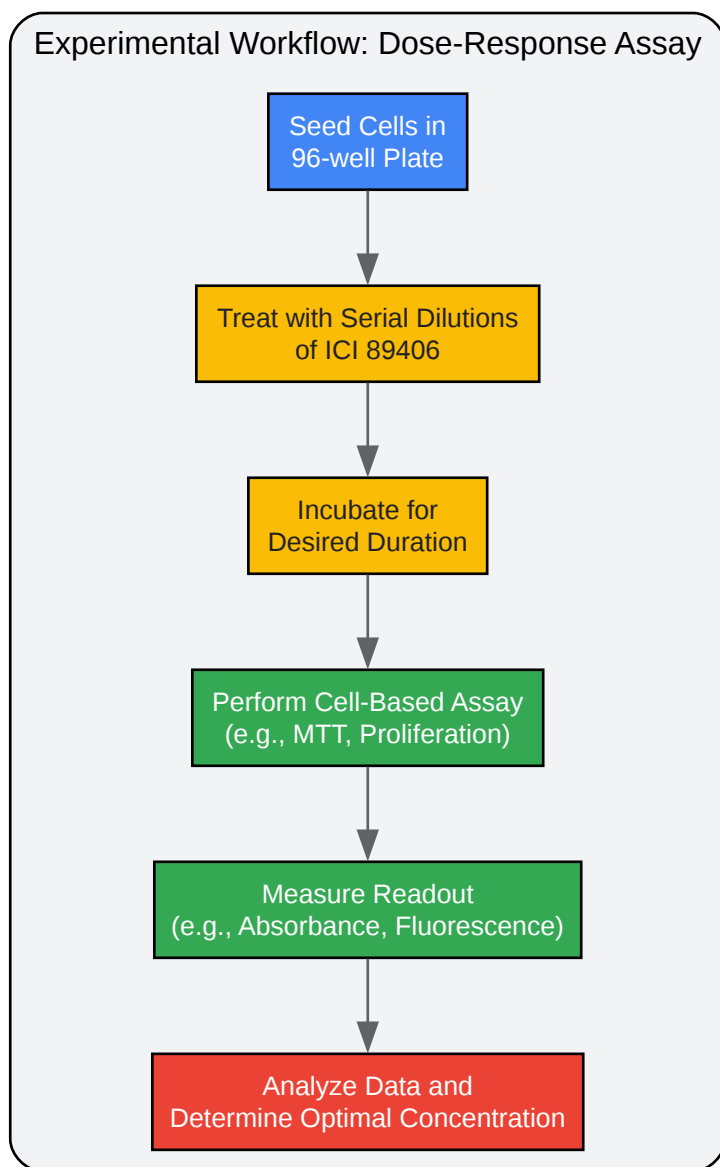 Experimental Workflow: Dose-Response Assay
Seed Cells in
96-well Plate
Treat with Serial Dilutions
of ICI 89406
Incubate for
Desired Duration
Perform Cell-Based Assay
(e.g., MTT, Proliferation)
Measure Readout
(e.g., Absorbance, Fluorescence)
Analyze Data and
Determine Optimal Concentration